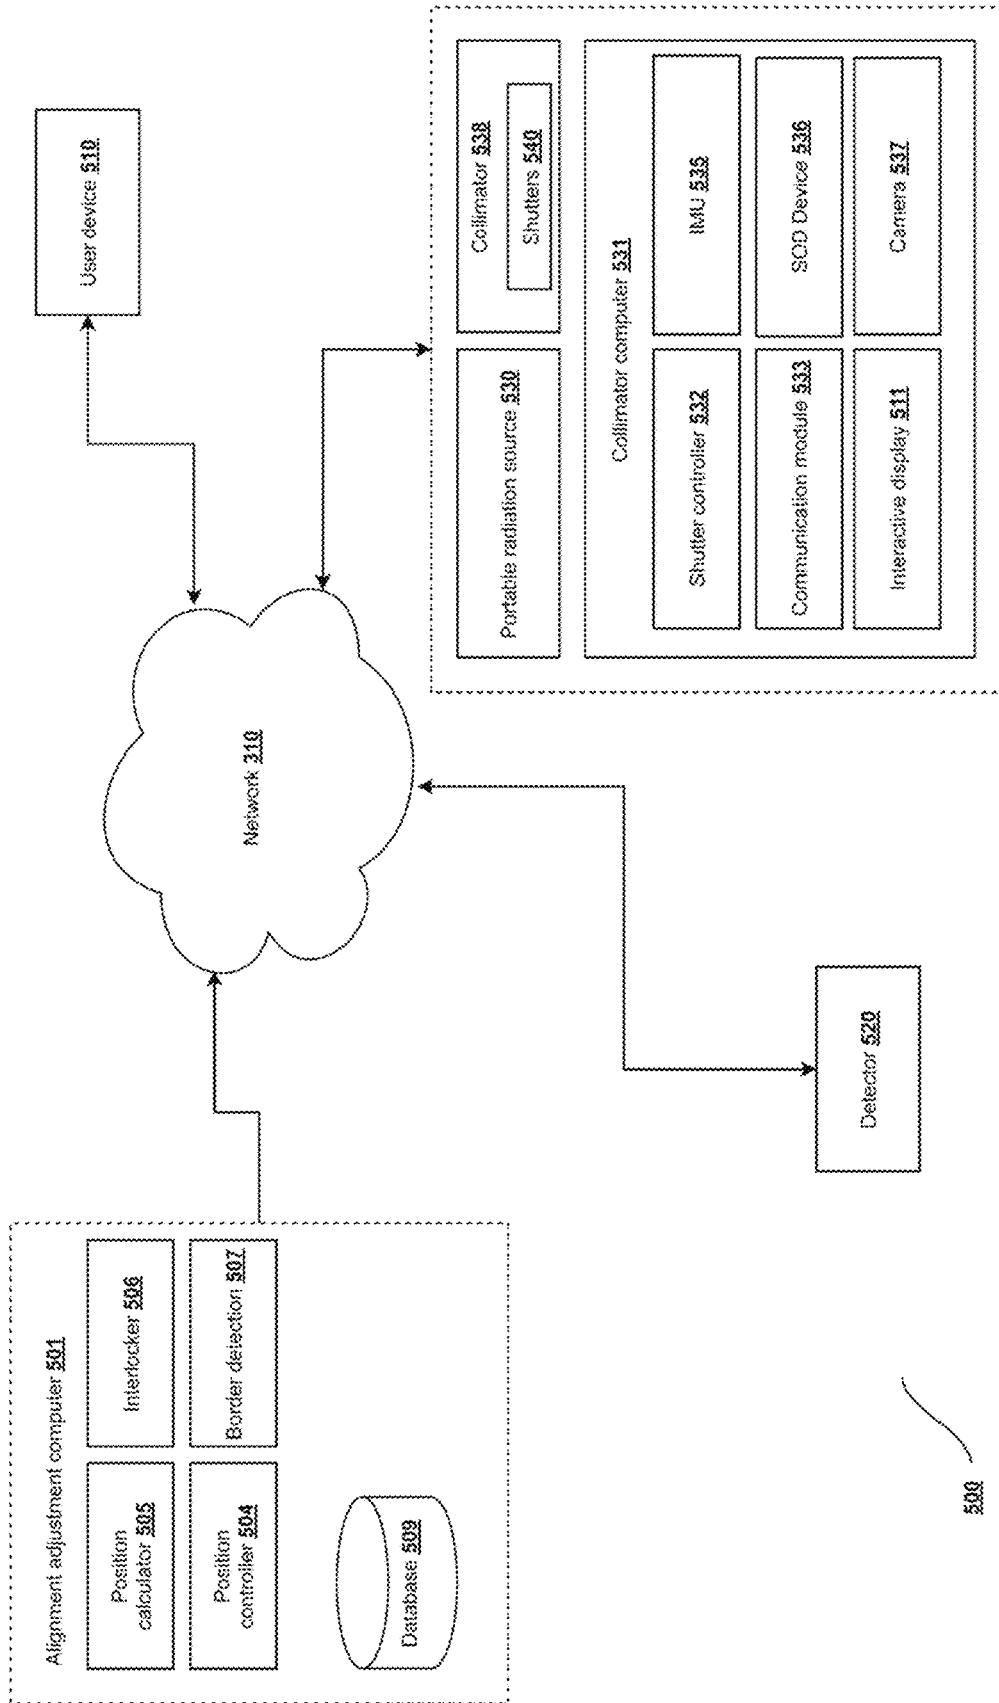 Alignment adjustment computer 501
Position
calculator 505
Interlocker 506
Position
controller 504
Border detection 507
Database 509
Network 310
User device 510
Detector 520
Portable radiation source 530
Collimator 538
Shutters 540
Collimator computer 531
Shutter controller 532
IMU 535
Communication module 533
SOD Device 536
Interactive display 511
Camera 537
500